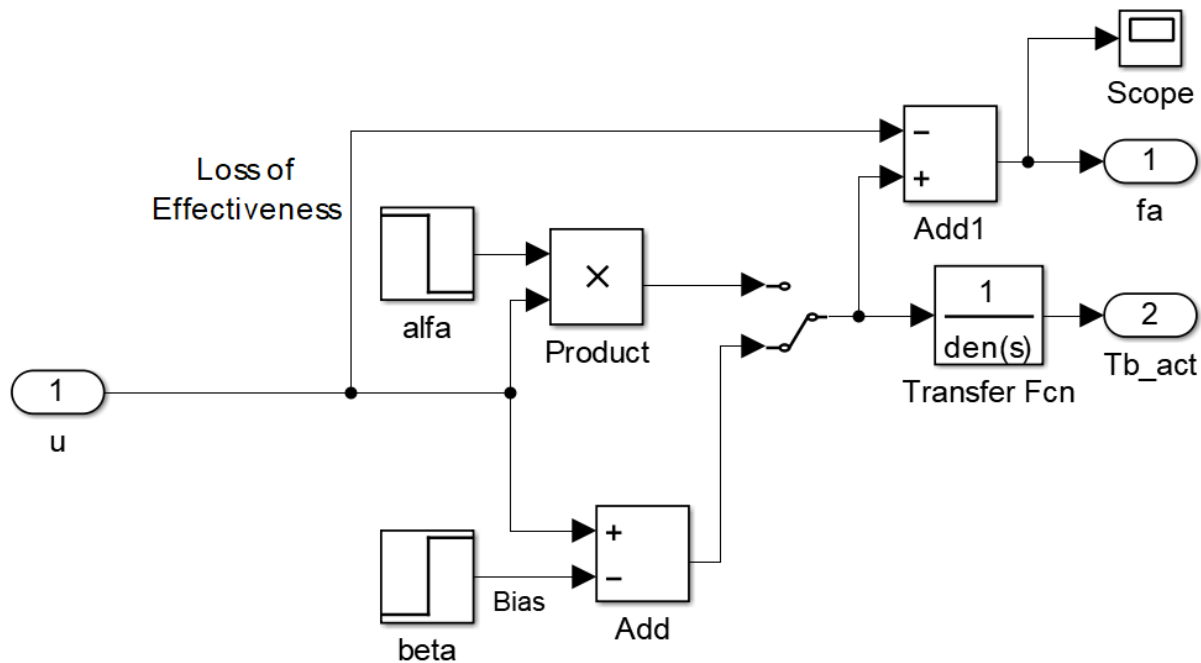 Scope
−
+
Add1
1
fa
Loss of
Effectiveness
alfa
×
Product
1
den(s)
Transfer Fcn
2
Tb_act
1
u
beta
Bias
+
−
Add